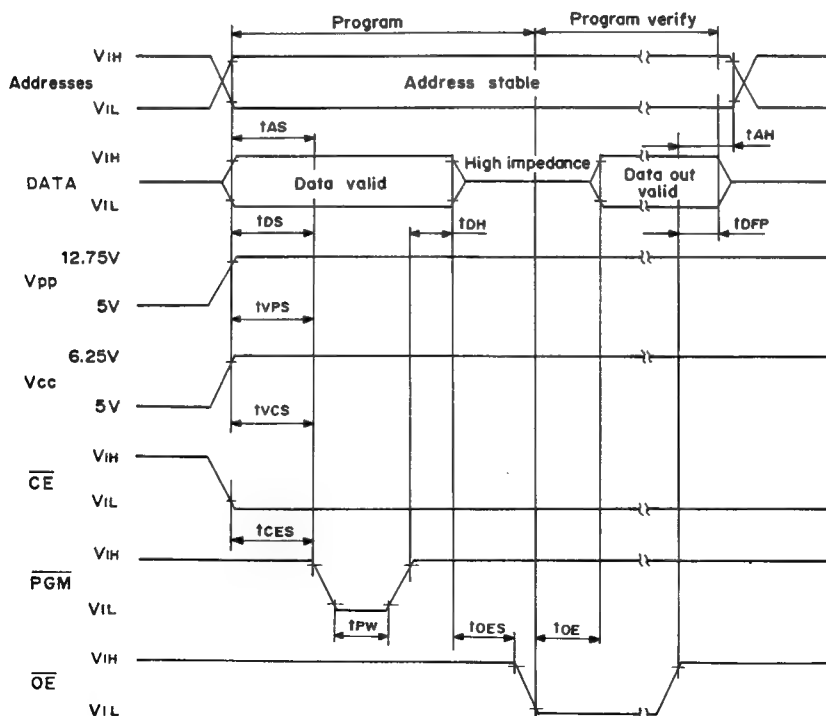 Program
Program verify
Addresses
VIH
VIL
Address stable
tAS
tAH
DATA
VIH
VIL
Data valid
High impedance
Data out
valid
tDS
tDH
tDFP
Vpp
12.75V
5V
tVPS
Vcc
6.25V
5V
tVCS
CE
VIH
VIL
tCES
PGM
VIH
VIL
tPW
tOES
tOE
OE
VIH
VIL